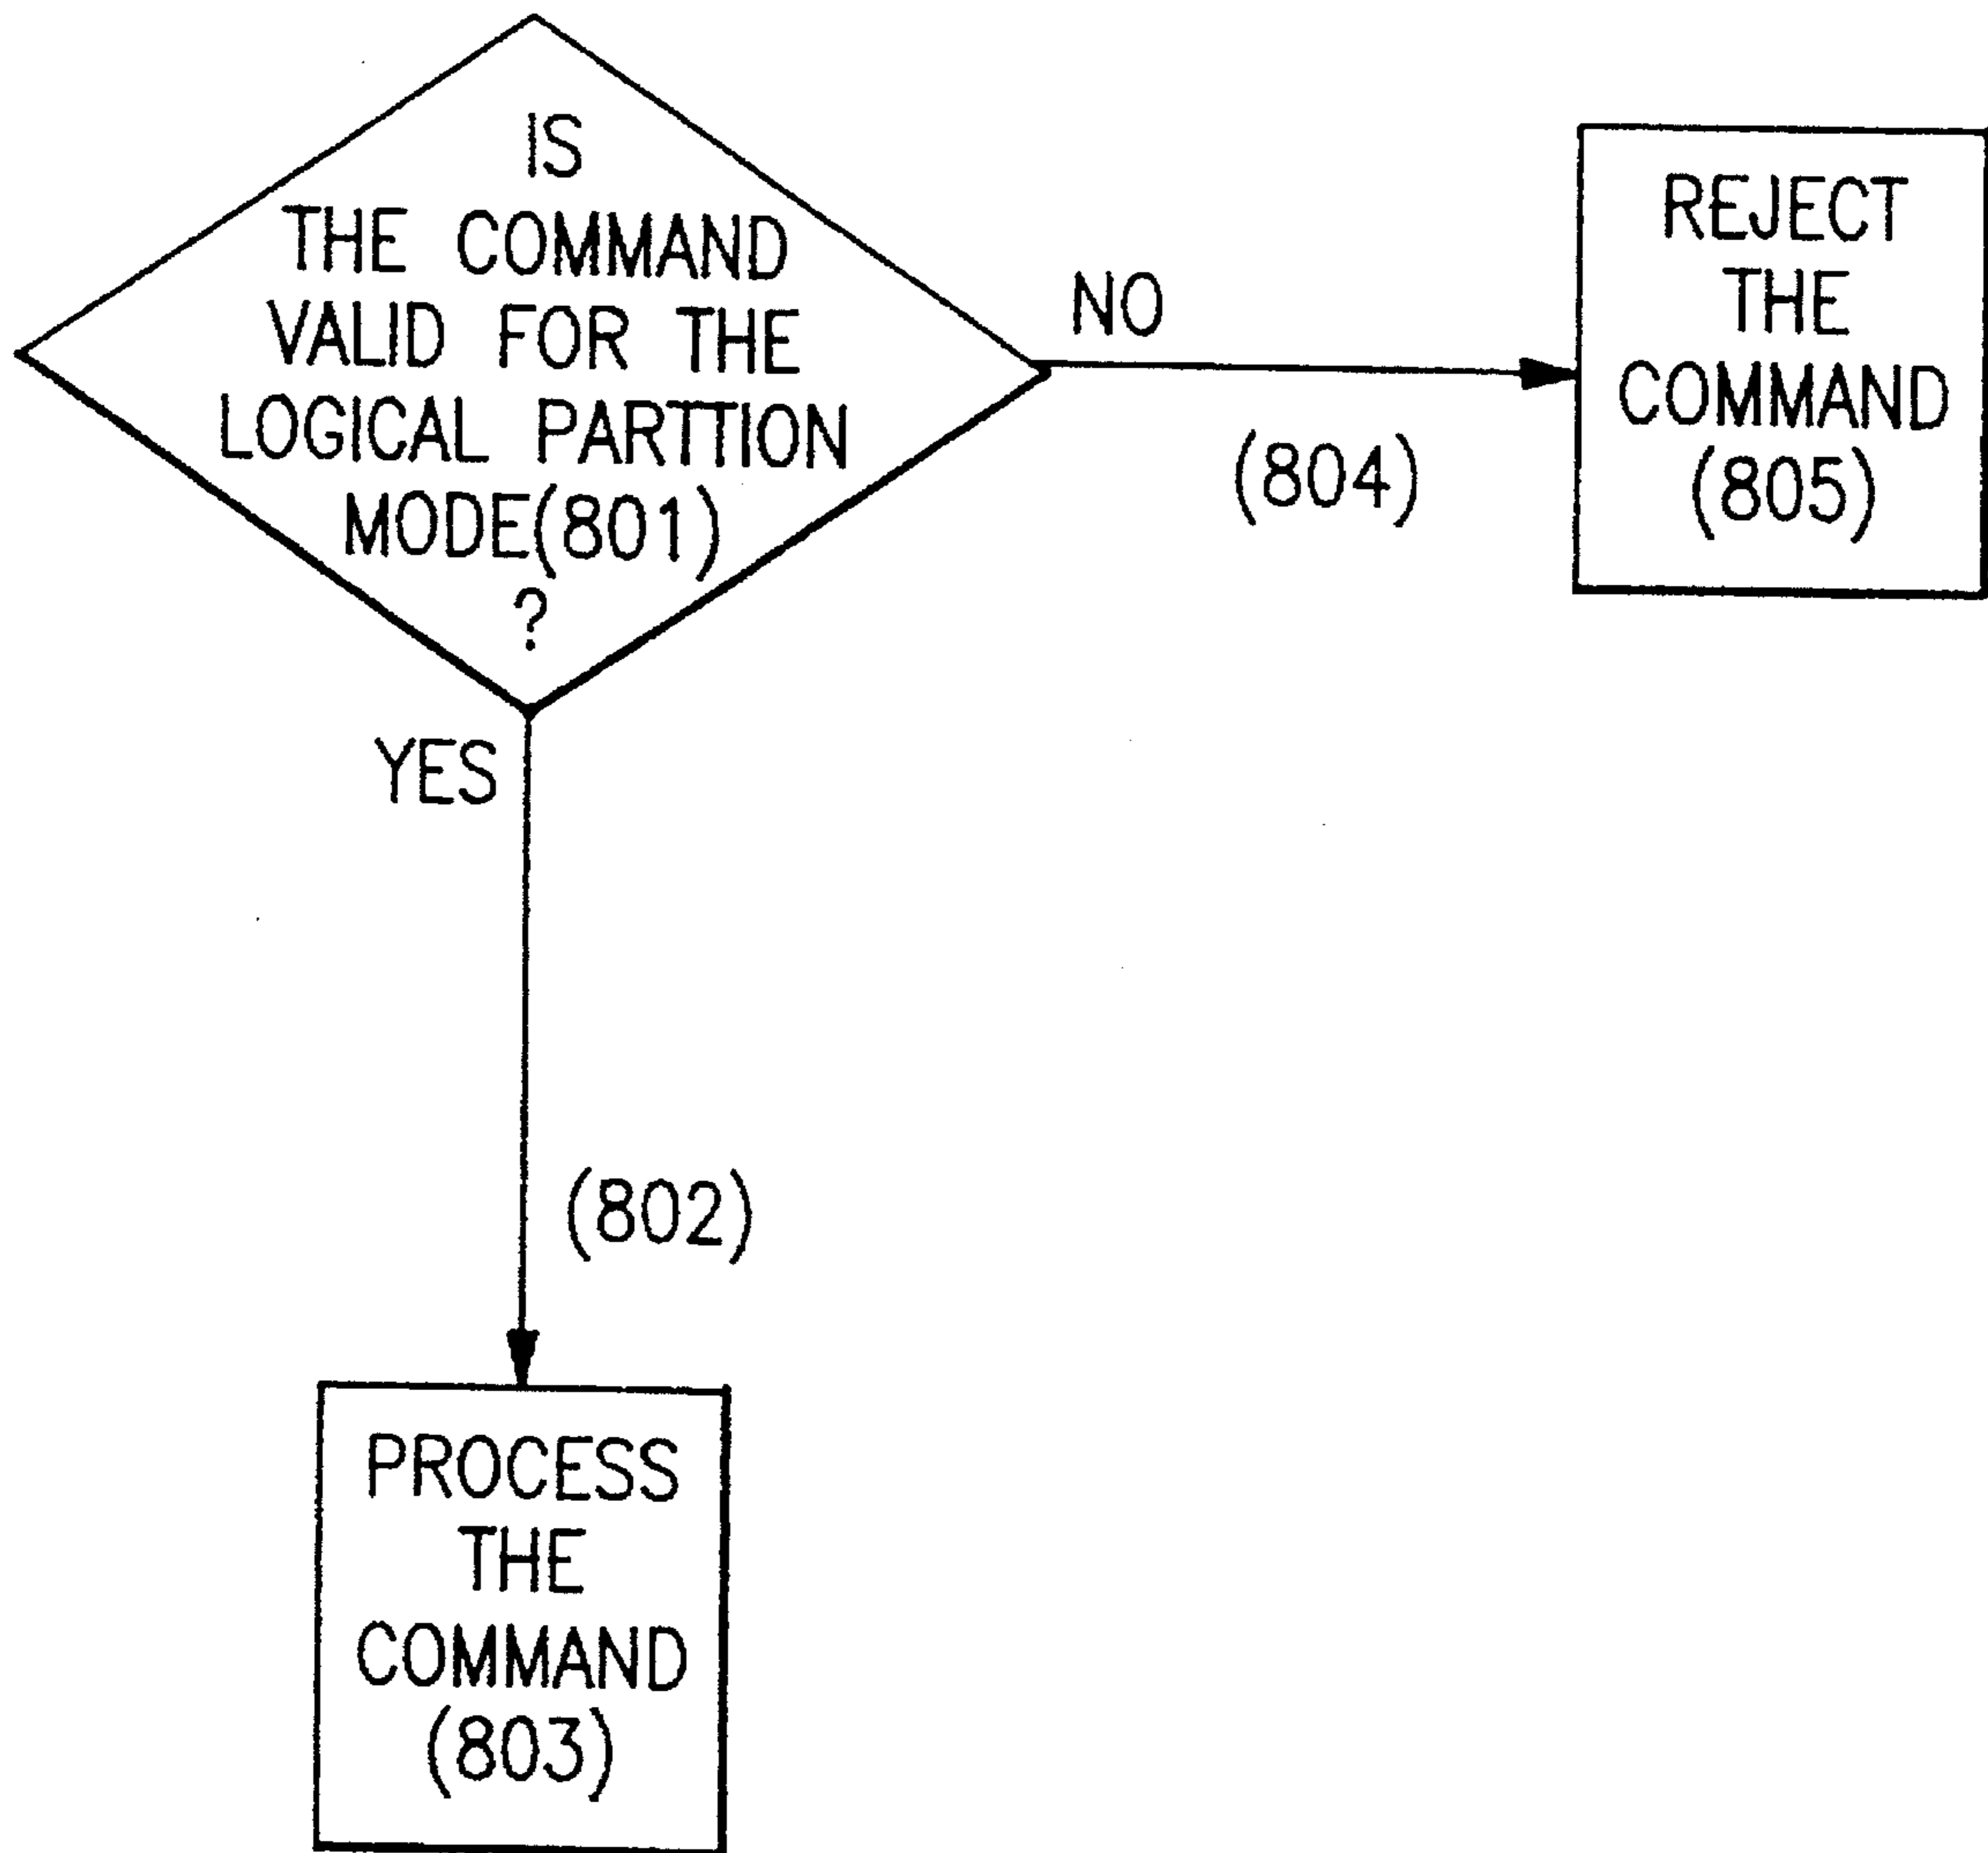 IS
THE COMMAND
VALID FOR THE
LOGICAL PARTTION
MODE(801)
?
NO
(804)
REJECT
THE
COMMAND
(805)
YES
(802)
PROCESS
THE
COMMAND
(803)